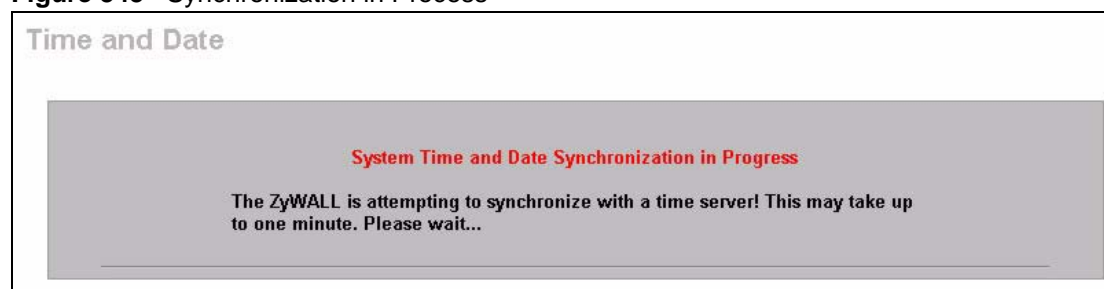 Time and Date
System Time and Date Synchronization in Progress
The ZyWALL is attempting to synchronize with a time server! This may take up
to one minute. Please wait...